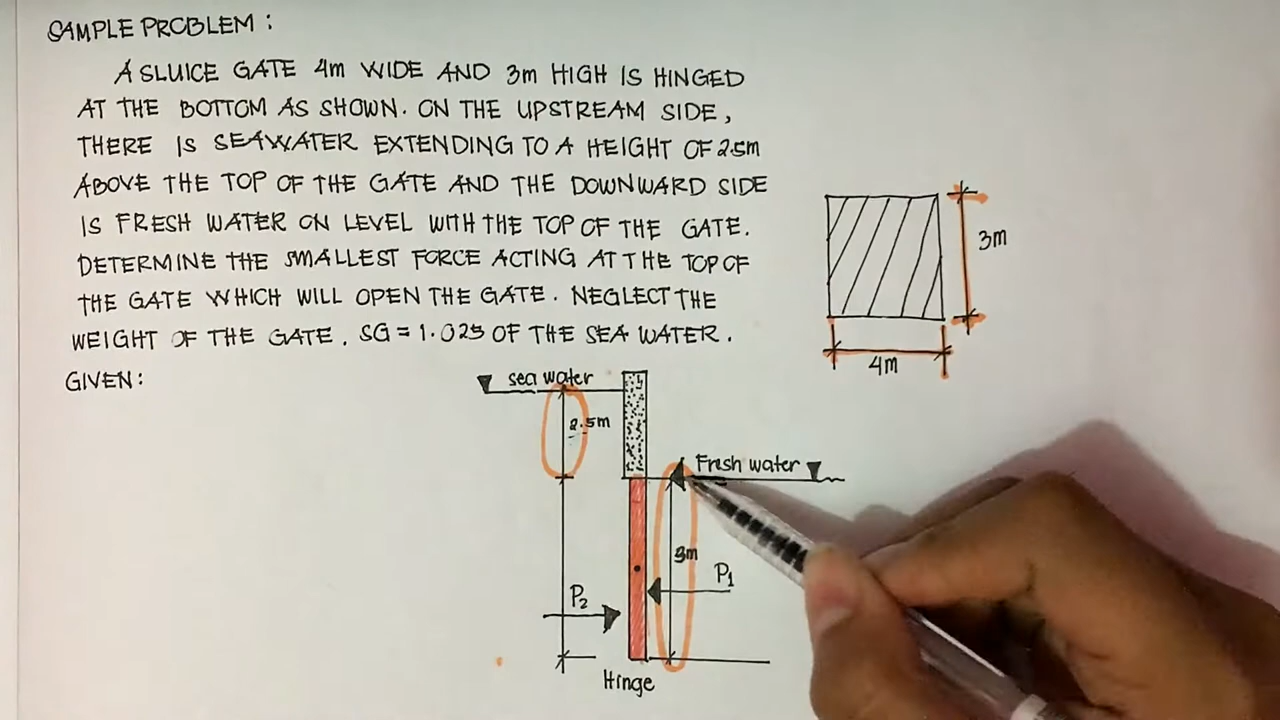 SAMPLE PROBLEM:
A SLUICE GATE 4m WIDE AND 3m HIGH IS HINGED
AT THE BOTTOM AS SHOWN. ON THE UPSTREAM SIDE,
THERE IS SEAWATER EXTENDING TO A HEIGHT OF 2.5m
ABOVE THE TOP OF THE GATE AND THE DOWNWARD SIDE
IS FRESH WATER ON LEVEL WITH THE TOP OF THE GATE.
DETERMINE THE SMALLEST FORCE ACTING AT THE TOP OF
THE GATE WHICH WILL OPEN THE GATE. NEGLECT THE
WEIGHT OF THE GATE. SG = 1.025 OF THE SEA WATER.
GIVEN:
3m
4m
sea water
2.5m
Fresh water
3m
P1
P2
Hinge